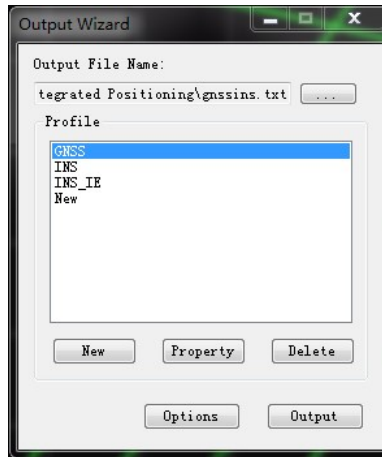 Output Wizard
Output File Name:
tegrated Positioning\gnssins.txt ...
Profile
GNSS
INS
INS_IE
New
New Property Delete
Options Output